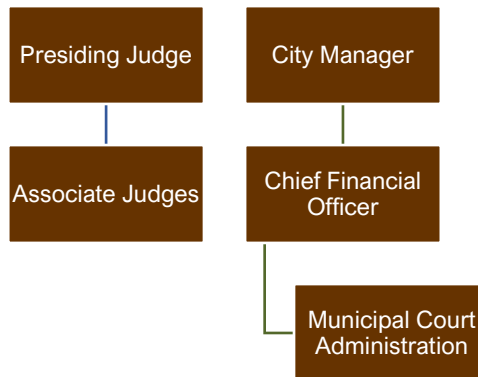 Presiding Judge
City Manager
Associate Judges
Chief Financial
Officer
Municipal Court
Administration